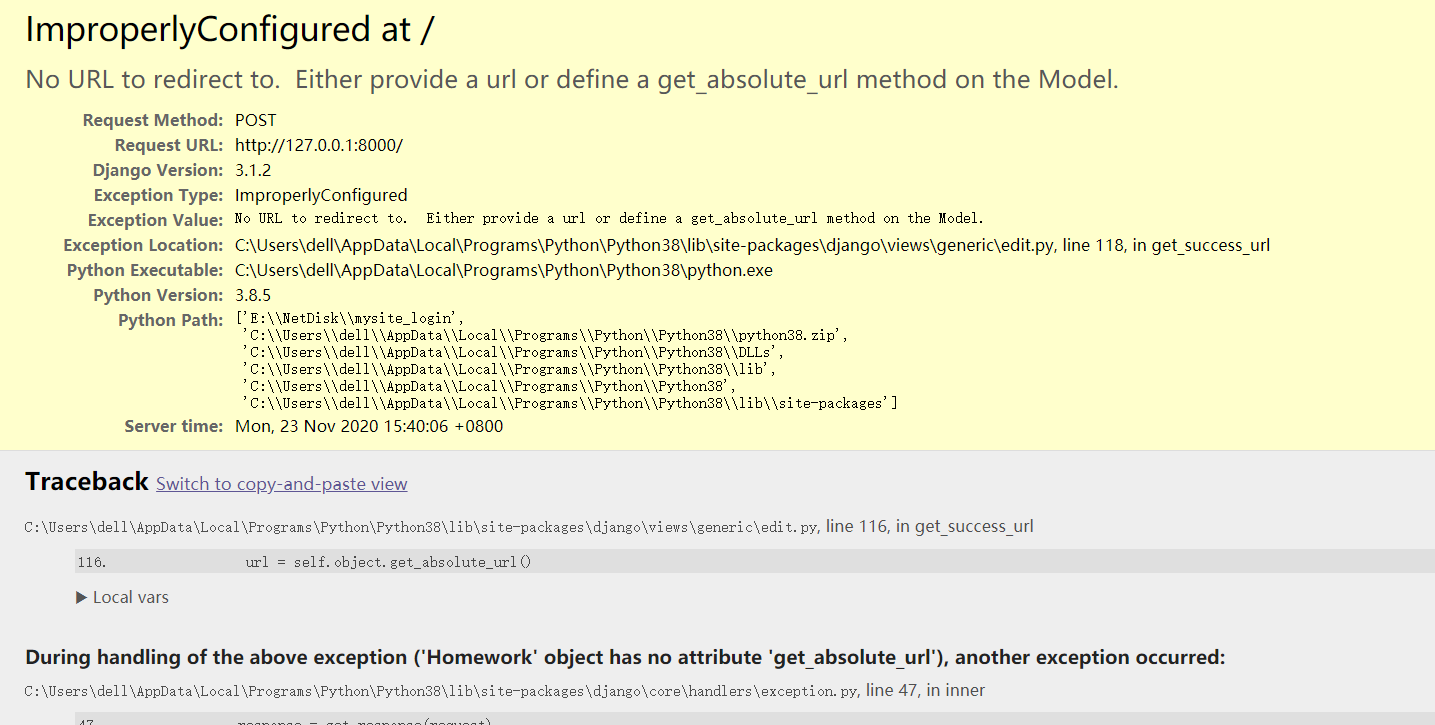 ImproperlyConfigured at /
No URL to redirect to.  Either provide a url or define a get_absolute_url method on the Model.
Request Method: POST
Request URL: http://127.0.0.1:8000/
Django Version: 3.1.2
Exception Type: ImproperlyConfigured
Exception Value: No URL to redirect to.  Either provide a url or define a get_absolute_url method on the Model.
Exception Location: C:\Users\dell\AppData\Local\Programs\Python\Python38\lib\site-packages\django\views\generic\edit.py, line 118, in get_success_url
Python Executable: C:\Users\dell\AppData\Local\Programs\Python\Python38\python.exe
Python Version: 3.8.5
Python Path: ['E:\\NetDisk\\mysite_login',
'C:\\Users\\dell\\AppData\\Local\\Programs\\Python\\Python38\\python38.zip',
'C:\\Users\\dell\\AppData\\Local\\Programs\\Python\\Python38\\DLLs',
'C:\\Users\\dell\\AppData\\Local\\Programs\\Python\\Python38\\lib',
'C:\\Users\\dell\\AppData\\Local\\Programs\\Python\\Python38',
'C:\\Users\\dell\\AppData\\Local\\Programs\\Python\\Python38\\lib\\site-packages']
Server time: Mon, 23 Nov 2020 15:40:06 +0800
Traceback Switch to copy-and-paste view
C:\Users\dell\AppData\Local\Programs\Python\Python38\lib\site-packages\django\views\generic\edit.py, line 116, in get_success_url
116. url = self.object.get_absolute_url()
▶ Local vars
During handling of the above exception ('Homework' object has no attribute 'get_absolute_url'), another exception occurred:
C:\Users\dell\AppData\Local\Programs\Python\Python38\lib\site-packages\django\core\handlers\exception.py, line 47, in inner
47. response = get_response(request)